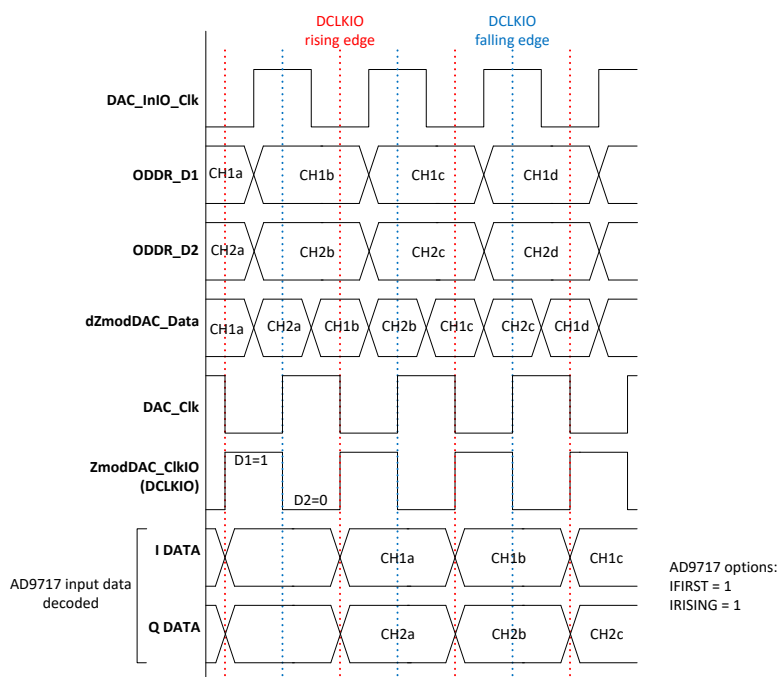 DCLKIO
rising edge
DCLKIO
falling edge
DAC_InIO_Clk
ODDR_D1
CH1a
CH1b
CH1c
CH1d
ODDR_D2
CH2a
CH2b
CH2c
CH2d
dZmodDAC_Data
CH1a
CH2a
CH1b
CH2b
CH1c
CH2c
CH1d
DAC_Clk
ZmodDAC_ClkIO
(DCLKIO)
D1=1
D2=0
AD9717 input data
decoded
I DATA
CH1a
CH1b
CH1c
Q DATA
CH2a
CH2b
CH2c
AD9717 options:
IFIRST = 1
IRISING = 1